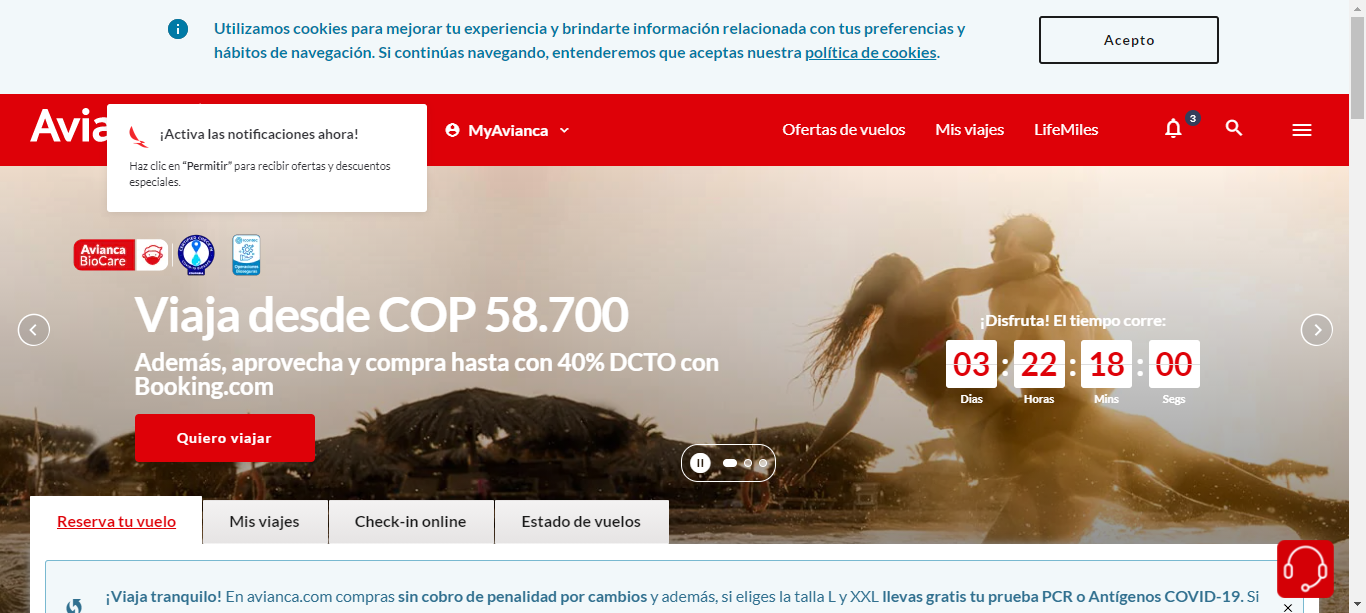 Utilizamos cookies para mejorar tu experiencia y brindarte información relacionada con tus preferencias y
hábitos de navegación. Si continúas navegando, entenderemos que aceptas nuestra política de cookies.
Acepto
Avia
¡Activa las notificaciones ahora!
Haz clic en “Permitir” para recibir ofertas y descuentos
especiales.
MyAvianca
Ofertas de vuelos
Mis viajes
LifeMiles
3
Avianca
BioCare
Viaja desde COP 58.700
Además, aprovecha y compra hasta con 40% DCTO con
Booking.com
Quiero viajar
¡Disfruta! El tiempo corre:
03 : 22 : 18 : 00
Dias Horas Mins Segs
Reserva tu vuelo
Mis viajes
Check-in online
Estado de vuelos
¡Viaja tranquilo! En avianca.com compras sin cobro de penalidad por cambios y además, si eliges la talla L y XXL llevas gratis tu prueba PCR o Antígenos COVID-19. Si